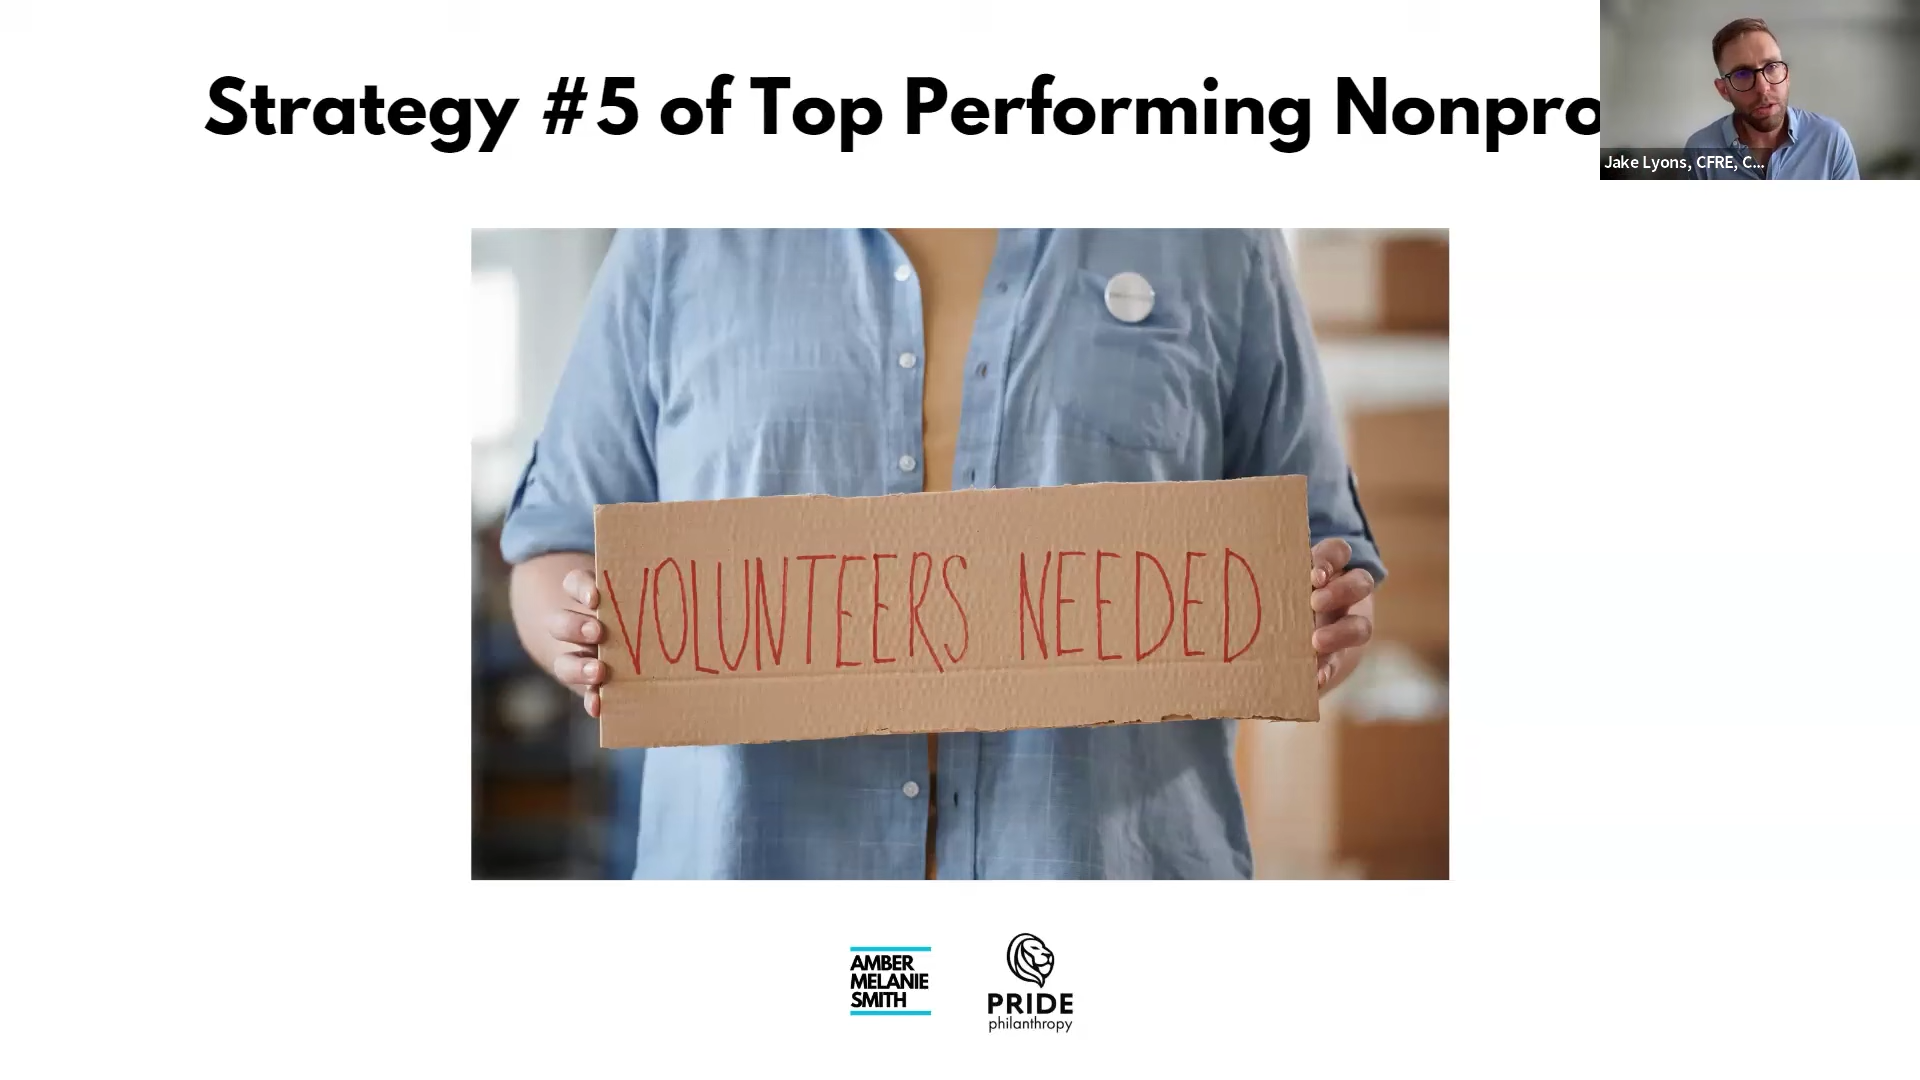 Strategy #5 of Top Performing Nonpro
Jake Lyons, CFRE, C...
VOLUNTEERS NEEDED
AMBER
MELANIE
SMITH
PRIDE
philanthropy